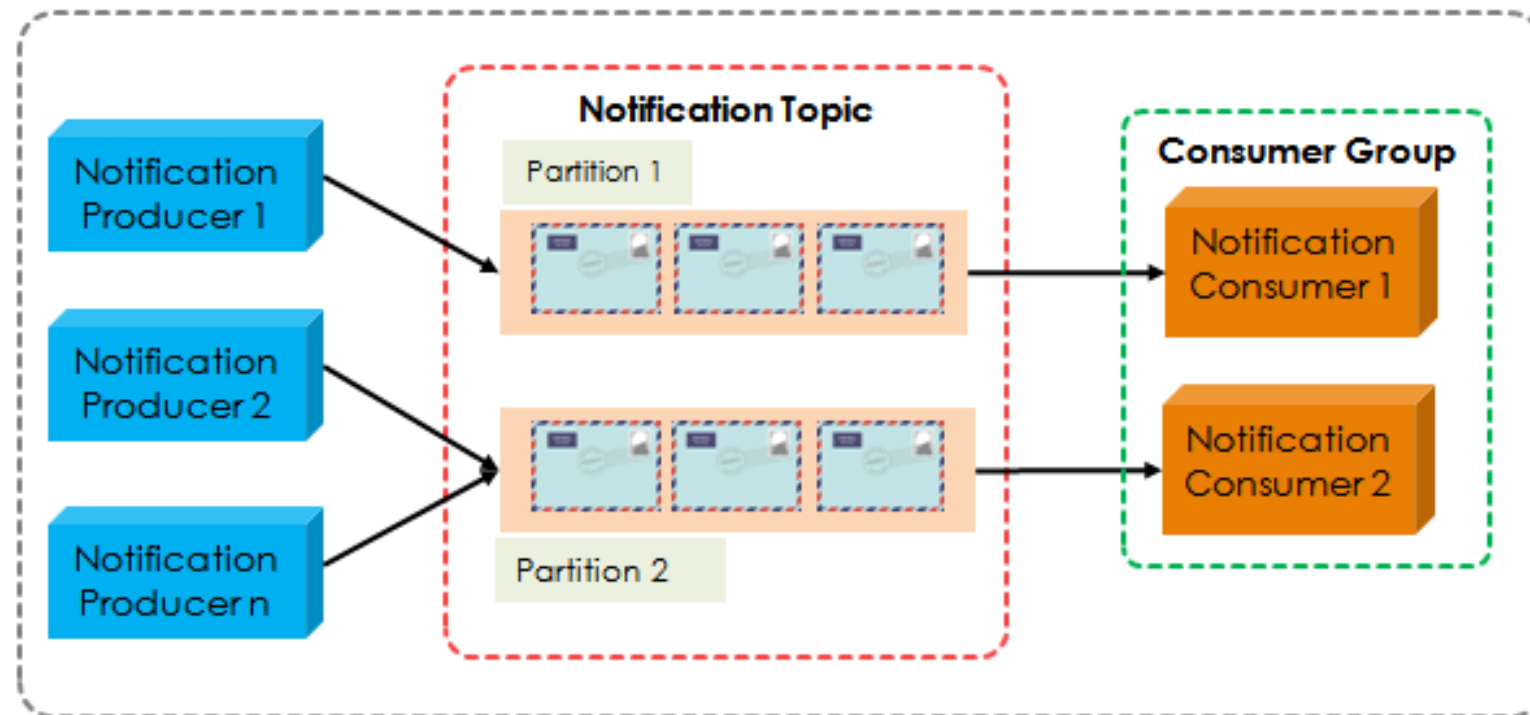 Notification Topic
Partition 1
Notification
Producer 1
Notification
Producer 2
Notification
Producer n
Partition 2
Consumer Group
Notification
Consumer 1
Notification
Consumer 2